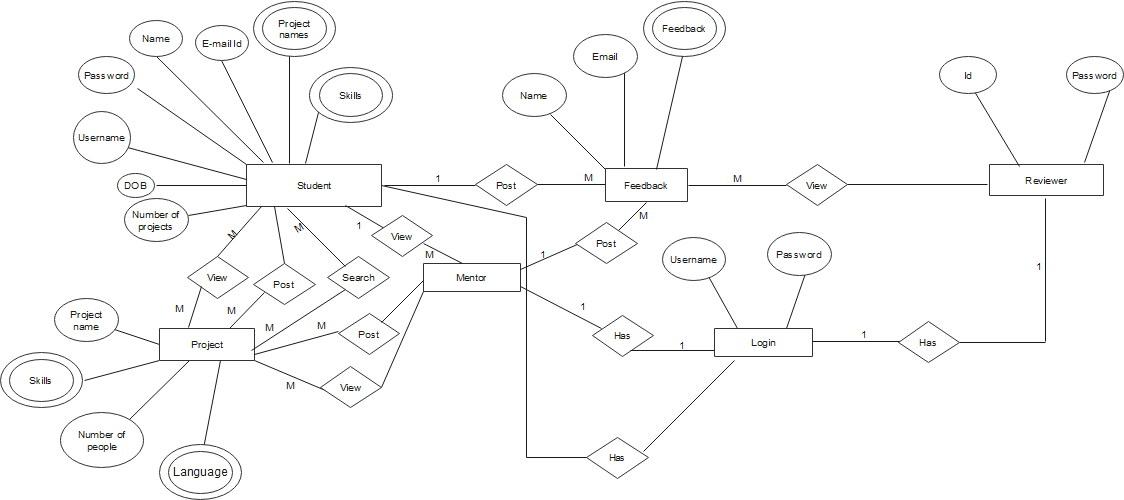 Project
names
Name
E-mail Id
Feedback
Email
Password
Id
Password
Skills
Name
Username
1
Post
M
Feedback
M
View
Reviewer
DOB
Student
Number of
projects
M
M
1
View
M
1
Post
M
Username
Password
View
Post
Search
Mentor
1
M
M
M
M
1
Project
name
Project
Post
Has
1
Login
1
Has
Skills
M
View
Number of
people
Has
Language